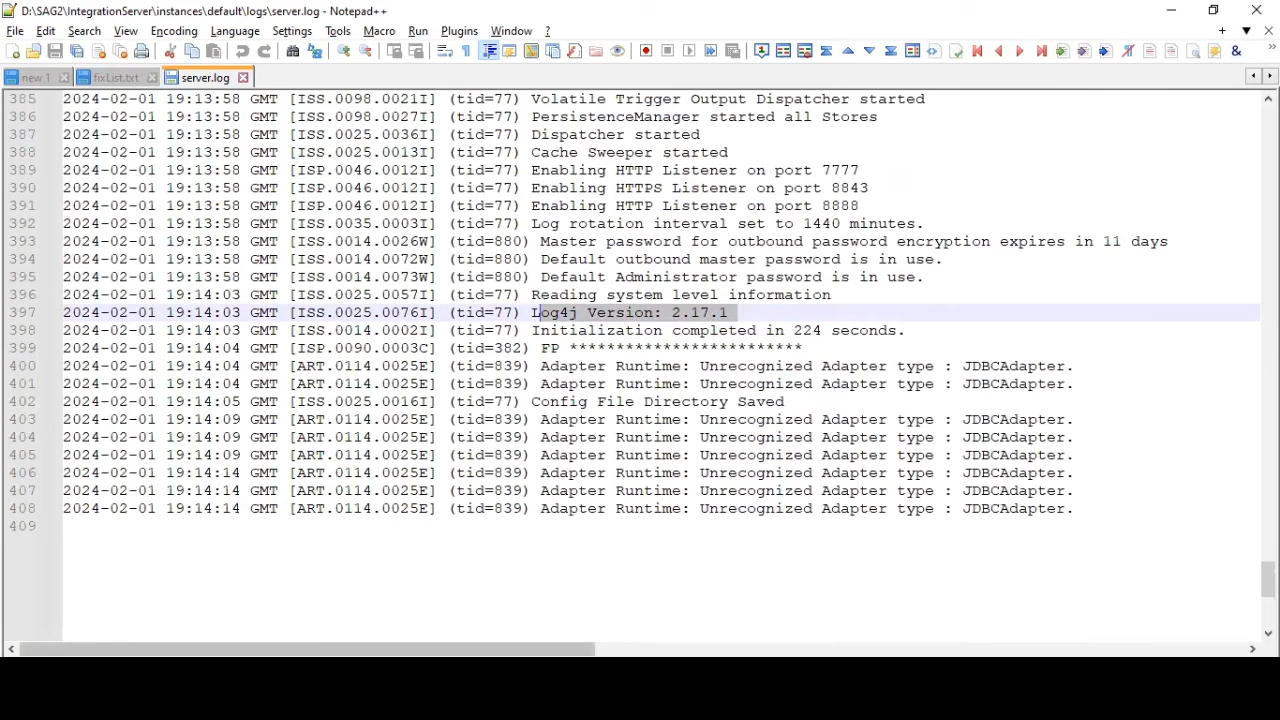 D:\SAG2\IntegrationServer\instances\default\logs\server.log - Notepad++
File Edit Search View Encoding Language Settings Tools Macro Run Plugins Window ?
new 1 fixList.txt server.log
385 2024-02-01 19:13:58 GMT [ISS.0098.0021I] (tid=77) Volatile Trigger Output Dispatcher started
386 2024-02-01 19:13:58 GMT [ISS.0098.0027I] (tid=77) PersistenceManager started all Stores
387 2024-02-01 19:13:58 GMT [ISS.0025.0036I] (tid=77) Dispatcher started
388 2024-02-01 19:13:58 GMT [ISS.0025.0013I] (tid=77) Cache Sweeper started
389 2024-02-01 19:13:58 GMT [ISP.0046.0012I] (tid=77) Enabling HTTP Listener on port 7777
390 2024-02-01 19:13:58 GMT [ISP.0046.0012I] (tid=77) Enabling HTTPS Listener on port 8843
391 2024-02-01 19:13:58 GMT [ISP.0046.0012I] (tid=77) Enabling HTTP Listener on port 8888
392 2024-02-01 19:13:58 GMT [ISS.0035.0003I] (tid=77) Log rotation interval set to 1440 minutes.
393 2024-02-01 19:13:58 GMT [ISS.0014.0026W] (tid=880) Master password for outbound password encryption expires in 11 days
394 2024-02-01 19:13:58 GMT [ISS.0014.0072W] (tid=880) Default outbound master password is in use.
395 2024-02-01 19:13:58 GMT [ISS.0014.0073W] (tid=880) Default Administrator password is in use.
396 2024-02-01 19:14:03 GMT [ISS.0025.0057I] (tid=77) Reading system level information
397 2024-02-01 19:14:03 GMT [ISS.0025.0076I] (tid=77) Log4j Version: 2.17.1
398 2024-02-01 19:14:03 GMT [ISS.0014.0002I] (tid=77) Initialization completed in 224 seconds.
399 2024-02-01 19:14:04 GMT [ISP.0090.0003C] (tid=382) FP *************************
400 2024-02-01 19:14:04 GMT [ART.0114.0025E] (tid=839) Adapter Runtime: Unrecognized Adapter type : JDBCAdapter.
401 2024-02-01 19:14:04 GMT [ART.0114.0025E] (tid=839) Adapter Runtime: Unrecognized Adapter type : JDBCAdapter.
402 2024-02-01 19:14:05 GMT [ISS.0025.0016I] (tid=77) Config File Directory Saved
403 2024-02-01 19:14:09 GMT [ART.0114.0025E] (tid=839) Adapter Runtime: Unrecognized Adapter type : JDBCAdapter.
404 2024-02-01 19:14:09 GMT [ART.0114.0025E] (tid=839) Adapter Runtime: Unrecognized Adapter type : JDBCAdapter.
405 2024-02-01 19:14:09 GMT [ART.0114.0025E] (tid=839) Adapter Runtime: Unrecognized Adapter type : JDBCAdapter.
406 2024-02-01 19:14:14 GMT [ART.0114.0025E] (tid=839) Adapter Runtime: Unrecognized Adapter type : JDBCAdapter.
407 2024-02-01 19:14:14 GMT [ART.0114.0025E] (tid=839) Adapter Runtime: Unrecognized Adapter type : JDBCAdapter.
408 2024-02-01 19:14:14 GMT [ART.0114.0025E] (tid=839) Adapter Runtime: Unrecognized Adapter type : JDBCAdapter.
409